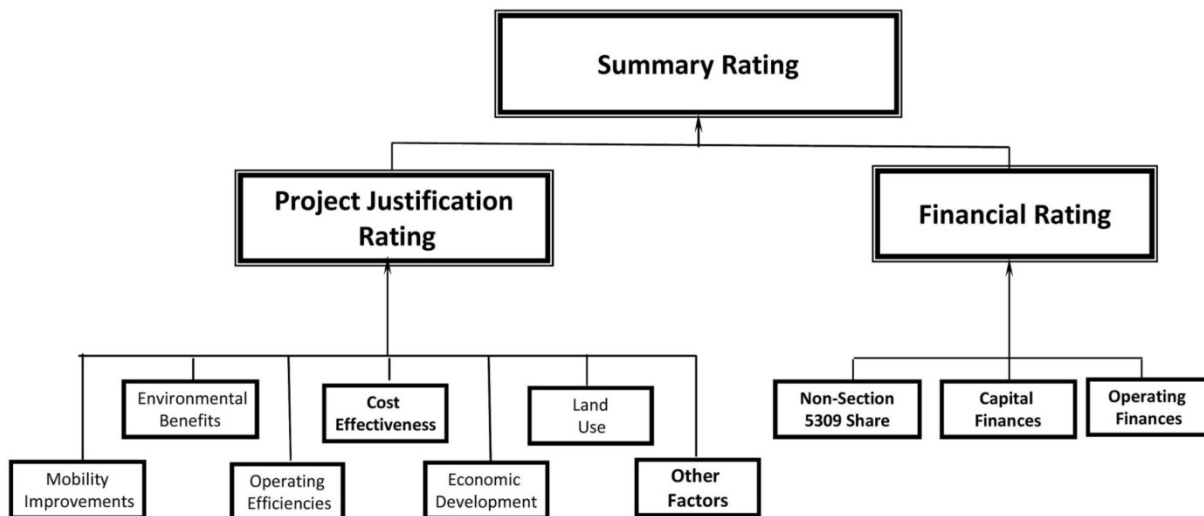 Summary Rating
Project Justification
Rating
Financial Rating
Environmental
Benefits
Cost
Effectiveness
Land
Use
Non-Section
5309 Share
Capital
Finances
Operating
Finances
Mobility
Improvements
Operating
Efficiencies
Economic
Development
Other
Factors